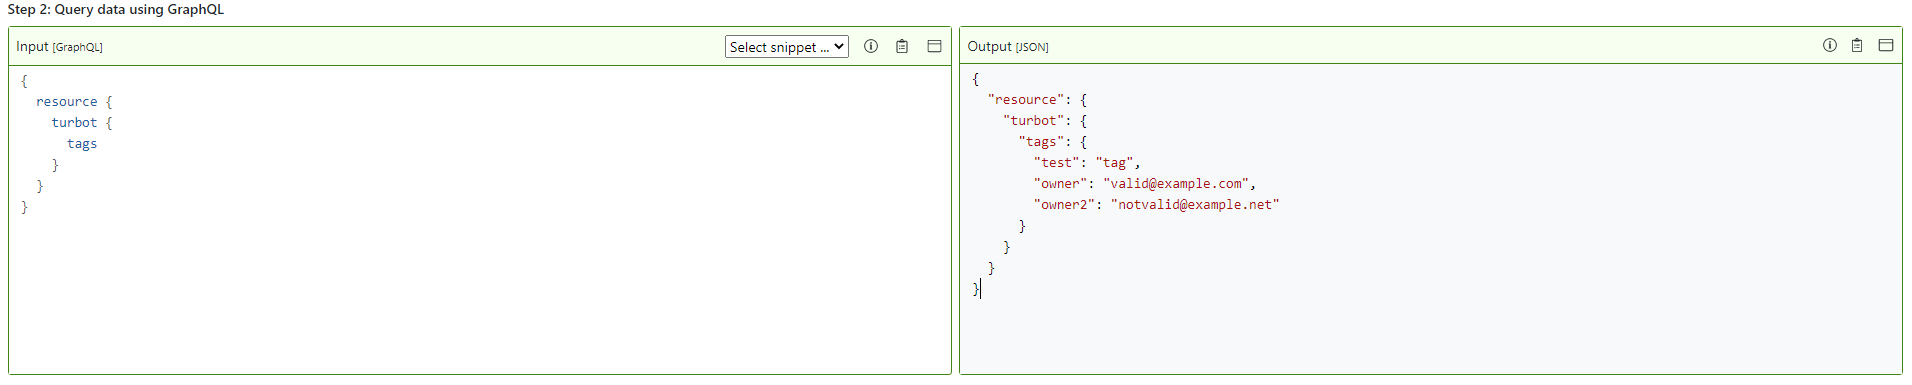 Step 2: Query data using GraphQL
Input [GraphQL]
Select snippet ...
{
  resource {
    turbot {
      tags
    }
  }
}
Output [JSON]
{
  "resource": {
    "turbot": {
      "tags": {
        "test": "tag",
        "owner": "valid@example.com",
        "owner2": "notvalid@example.net"
      }
    }
  }
}